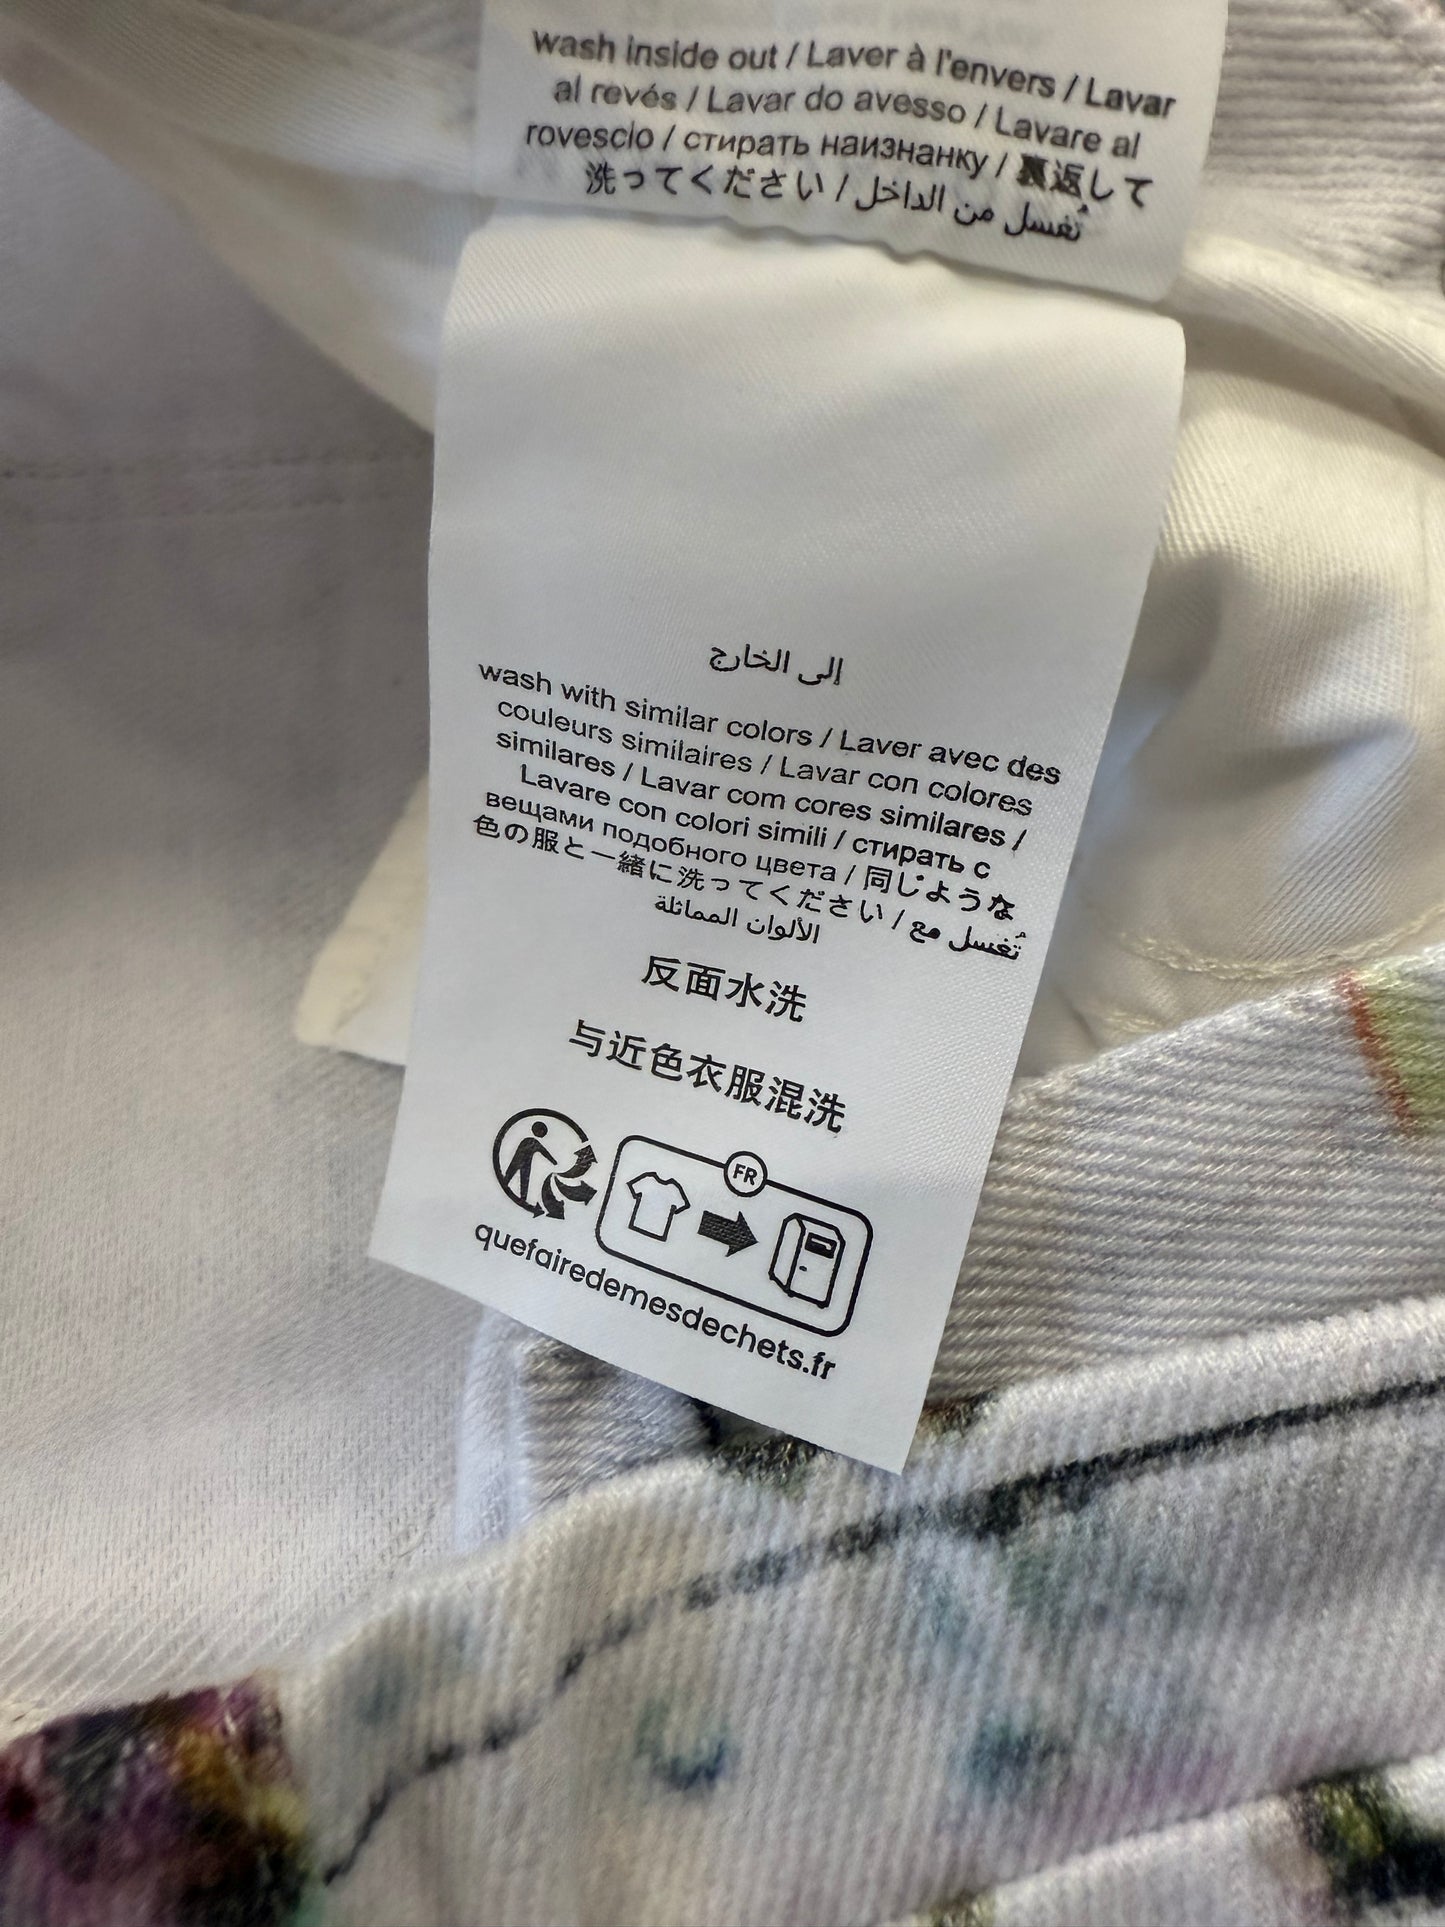 wash inside out / Laver à l'envers / Lavar
al revés / Lavar do avesso / Lavare al
rovescio / стирать наизнанку / 裏返して
洗ってください / تُغسل من الداخل
إلى الخارج
wash with similar colors / Laver avec des
couleurs similaires / Lavar con colores
similares / Lavar com cores similares /
Lavare con colori simili / стирать с
вещами подобного цвета / 同じような
色の服と一緒に洗ってください / تُغسل مع
الألوان المماثلة
反面水洗
与近色衣服混洗
FR
quefairedemesdechets.fr